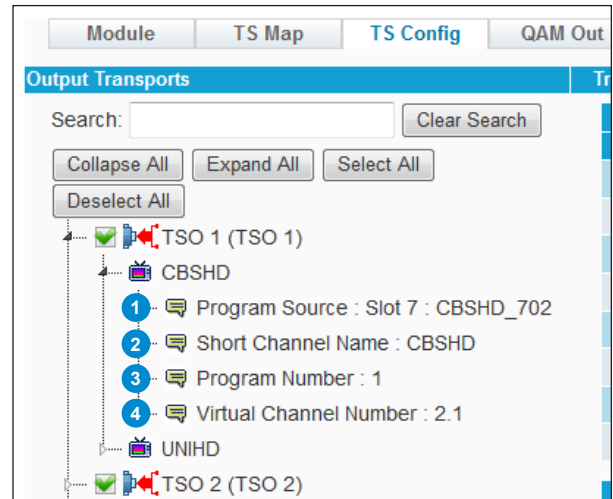 Module TS Map TS Config QAM Out
Output Transports Tr
Search: Clear Search
Collapse All Expand All Select All
Deselect All
TSO 1 (TSO 1)
CBSHD
1 Program Source : Slot 7 : CBSHD_702
2 Short Channel Name : CBSHD
3 Program Number : 1
4 Virtual Channel Number : 2.1
UNIHD
TSO 2 (TSO 2)